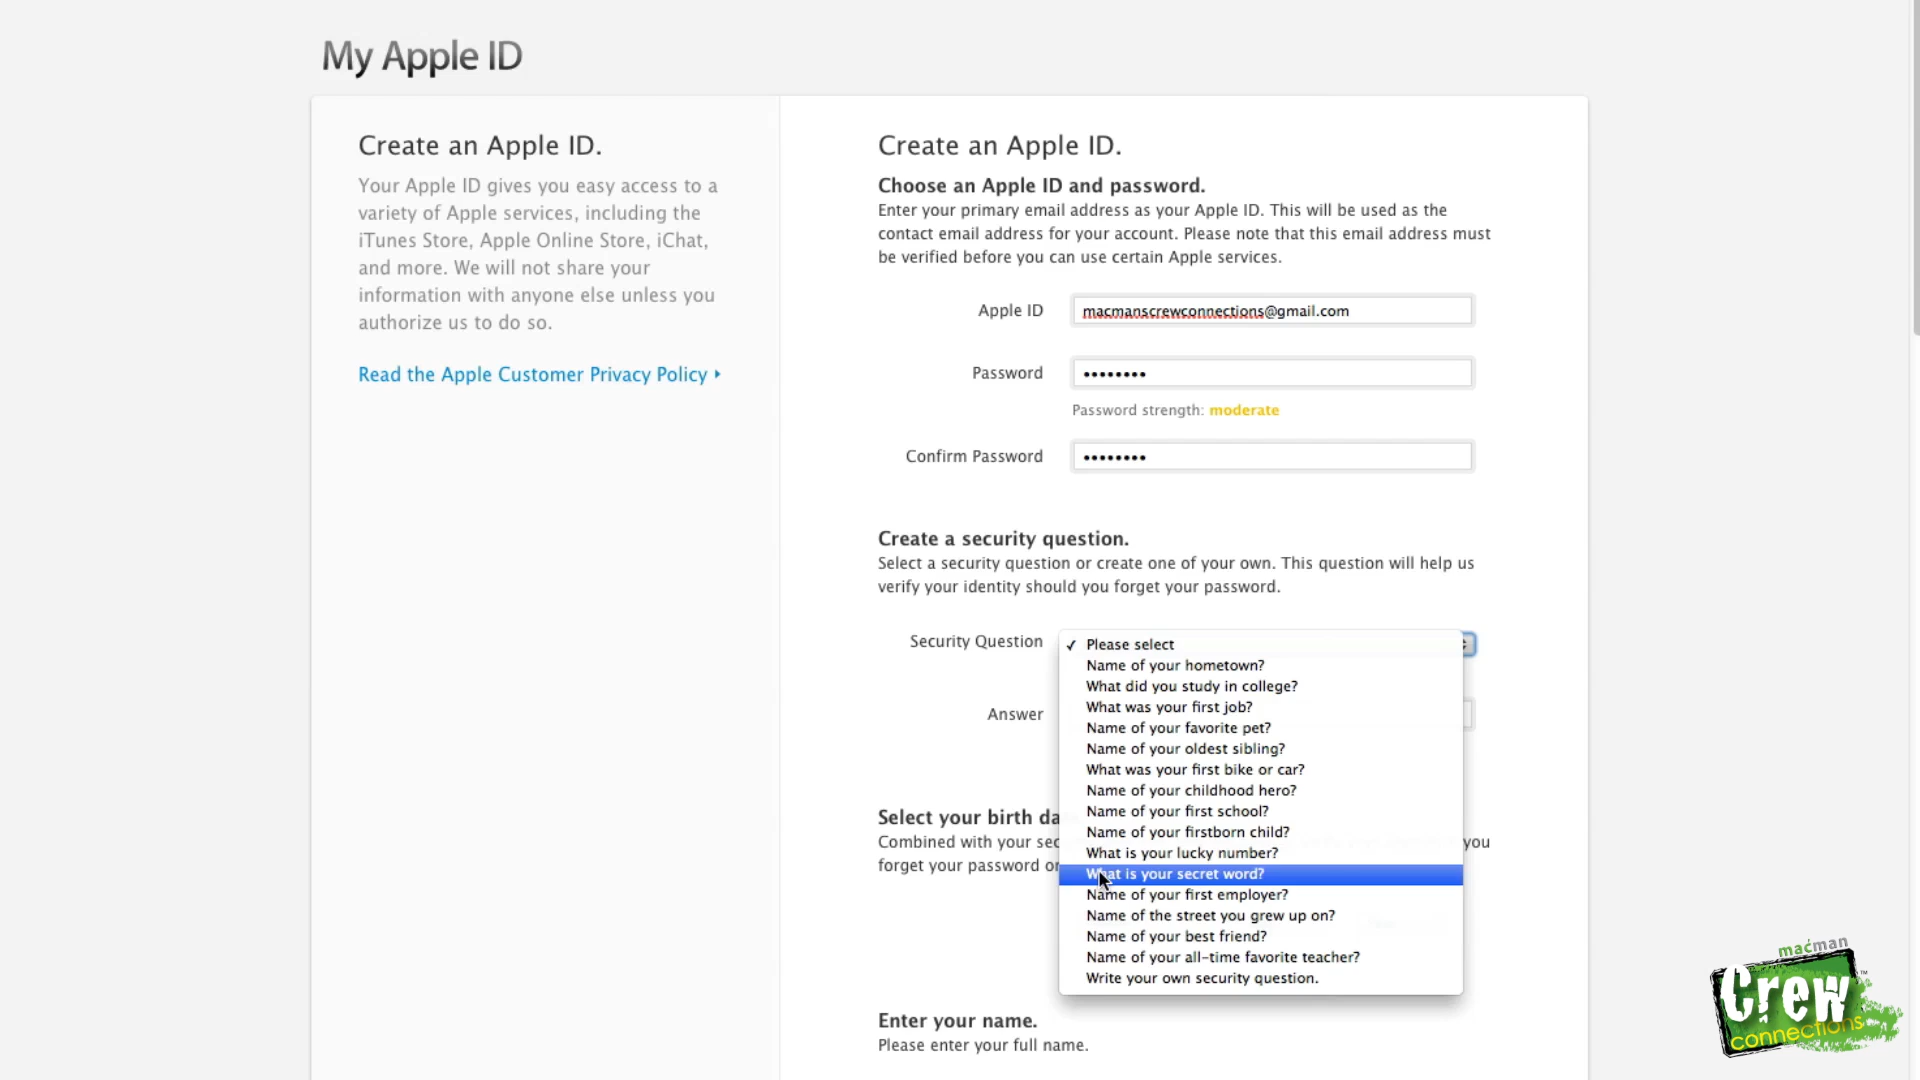 My Apple ID
Create an Apple ID.
Your Apple ID gives you easy access to a
variety of Apple services, including the
iTunes Store, Apple Online Store, iChat,
and more. We will not share your
information with anyone else unless you
authorize us to do so.
Read the Apple Customer Privacy Policy
Create an Apple ID.
Choose an Apple ID and password.
Enter your primary email address as your Apple ID. This will be used as the
contact email address for your account. Please note that this email address must
be verified before you can use certain Apple services.
Apple ID macmanscrewconnections@gmail.com
Password ••••••••
Password strength: moderate
Confirm Password ••••••••
Create a security question.
Select a security question or create one of your own. This question will help us
verify your identity should you forget your password.
Security Question ✓ Please select
Name of your hometown?
What did you study in college?
What was your first job?
Answer
Name of your favorite pet?
Name of your oldest sibling?
What was your first bike or car?
Name of your childhood hero?
Name of your first school?
Name of your firstborn child?
What is your lucky number?
What is your secret word?
Name of your first employer?
Name of the street you grew up on?
Name of your best friend?
Name of your all-time favorite teacher?
Write your own security question.
Select your birth da
Combined with your sec you
forget your password or
Enter your name.
Please enter your full name.
macman
Crew
connections